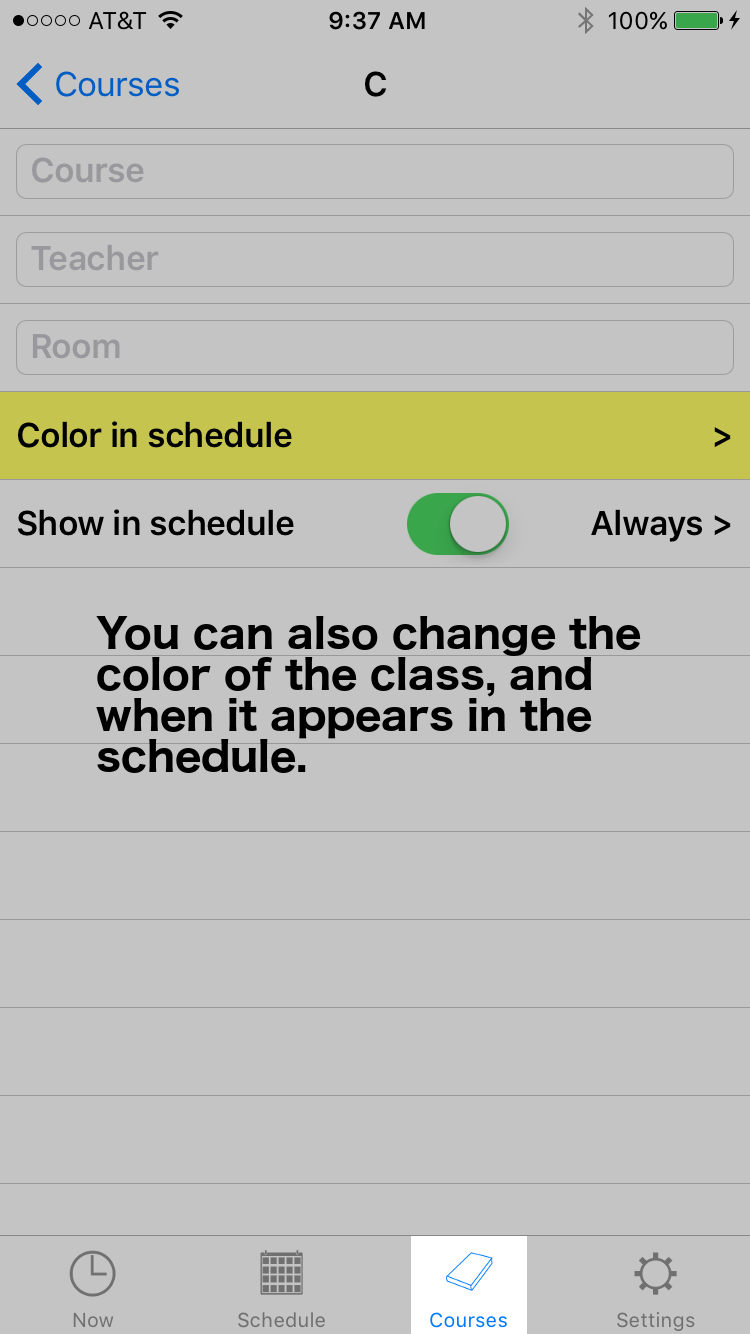 AT&T 9:37 AM 100%
Courses C
Course
Teacher
Room
Color in schedule >
Show in schedule Always >
You can also change the
color of the class, and
when it appears in the
schedule.
Now Schedule Courses Settings